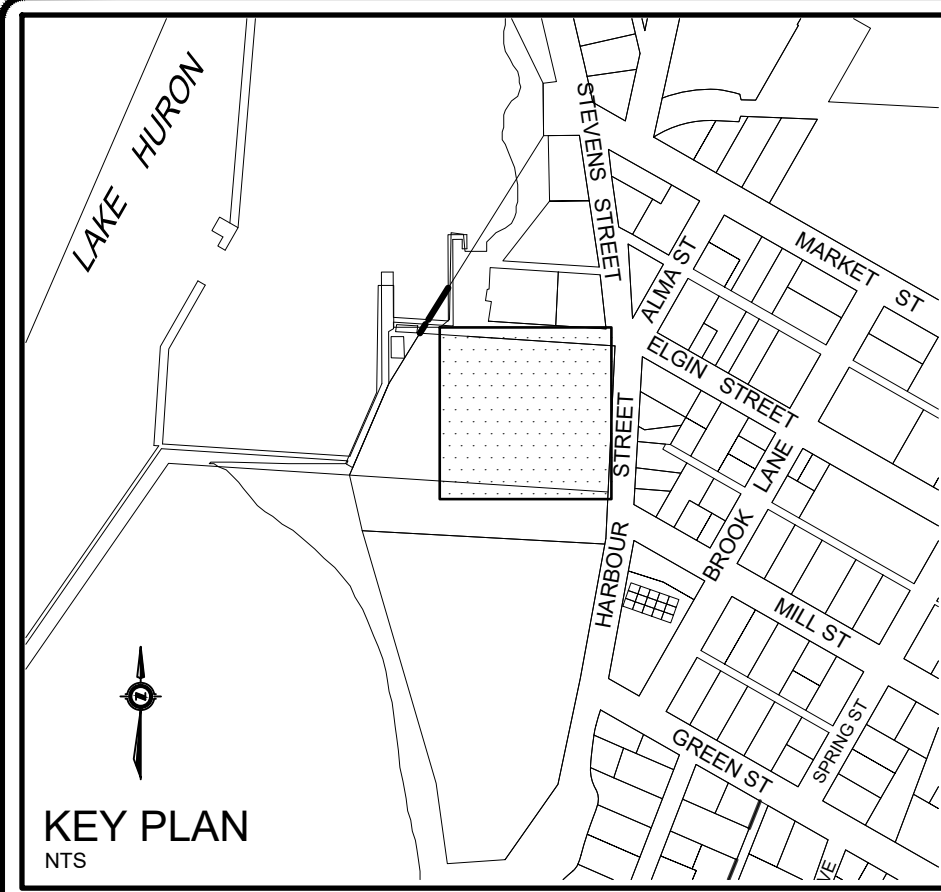 LAKE HURON
STEVENS STREET
MARKET ST
ALMA ST
ELGIN STREET
HARBOUR STREET
BROOK LANE
MILL ST
SPRING ST
GREEN ST
VE
KEY PLAN
NTS